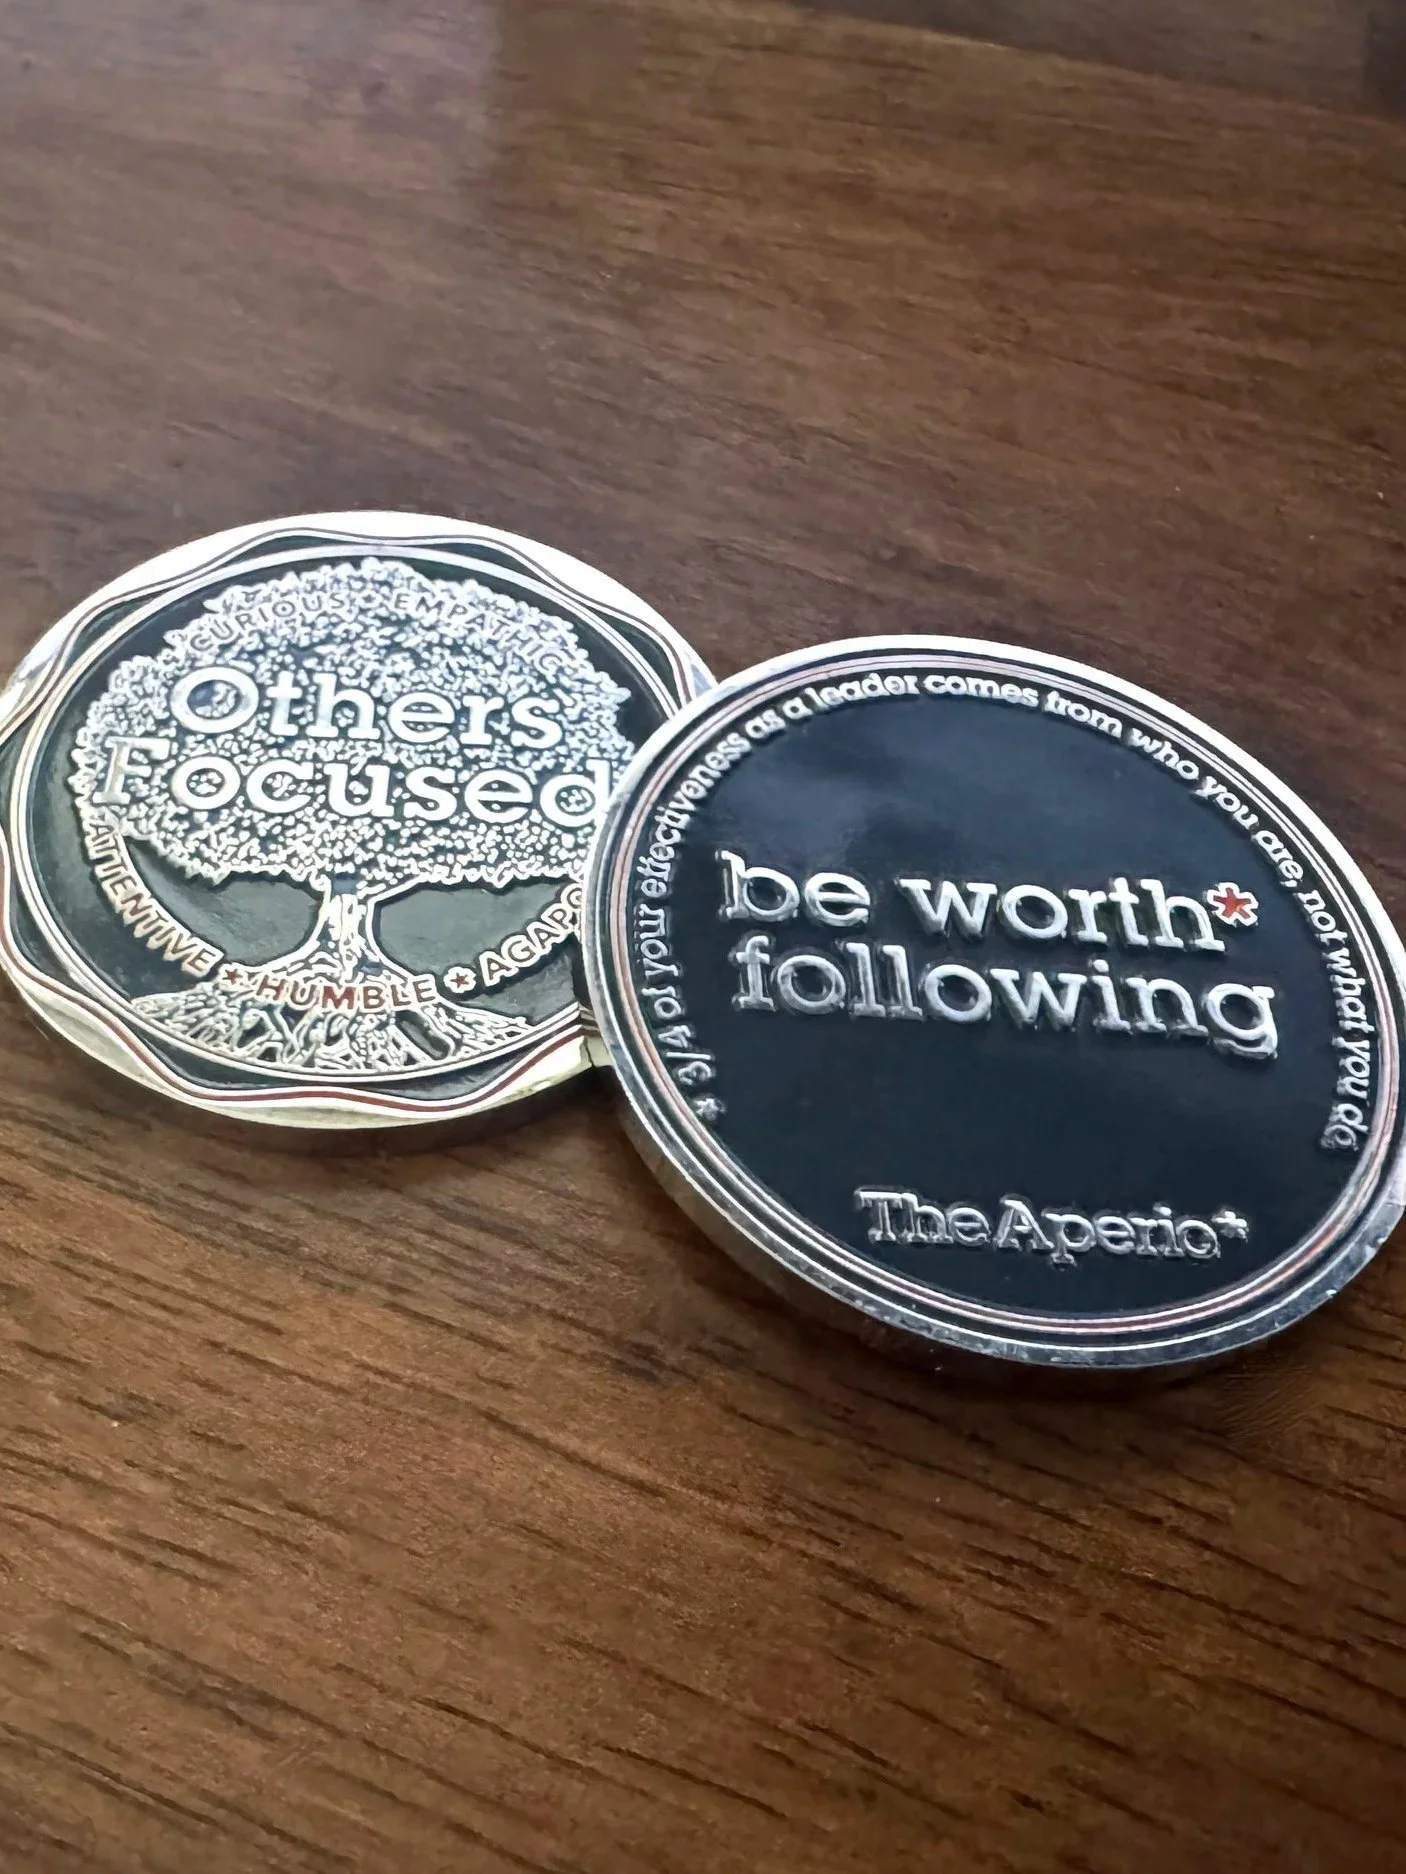 CURIOUS * EMPATHIC
Others
Focused
ATTENTIVE * HUMBLE * AGAPE
be worth*
following
* 3/4 of your effectiveness as a leader comes from who you are, not what you do
The Aperio*